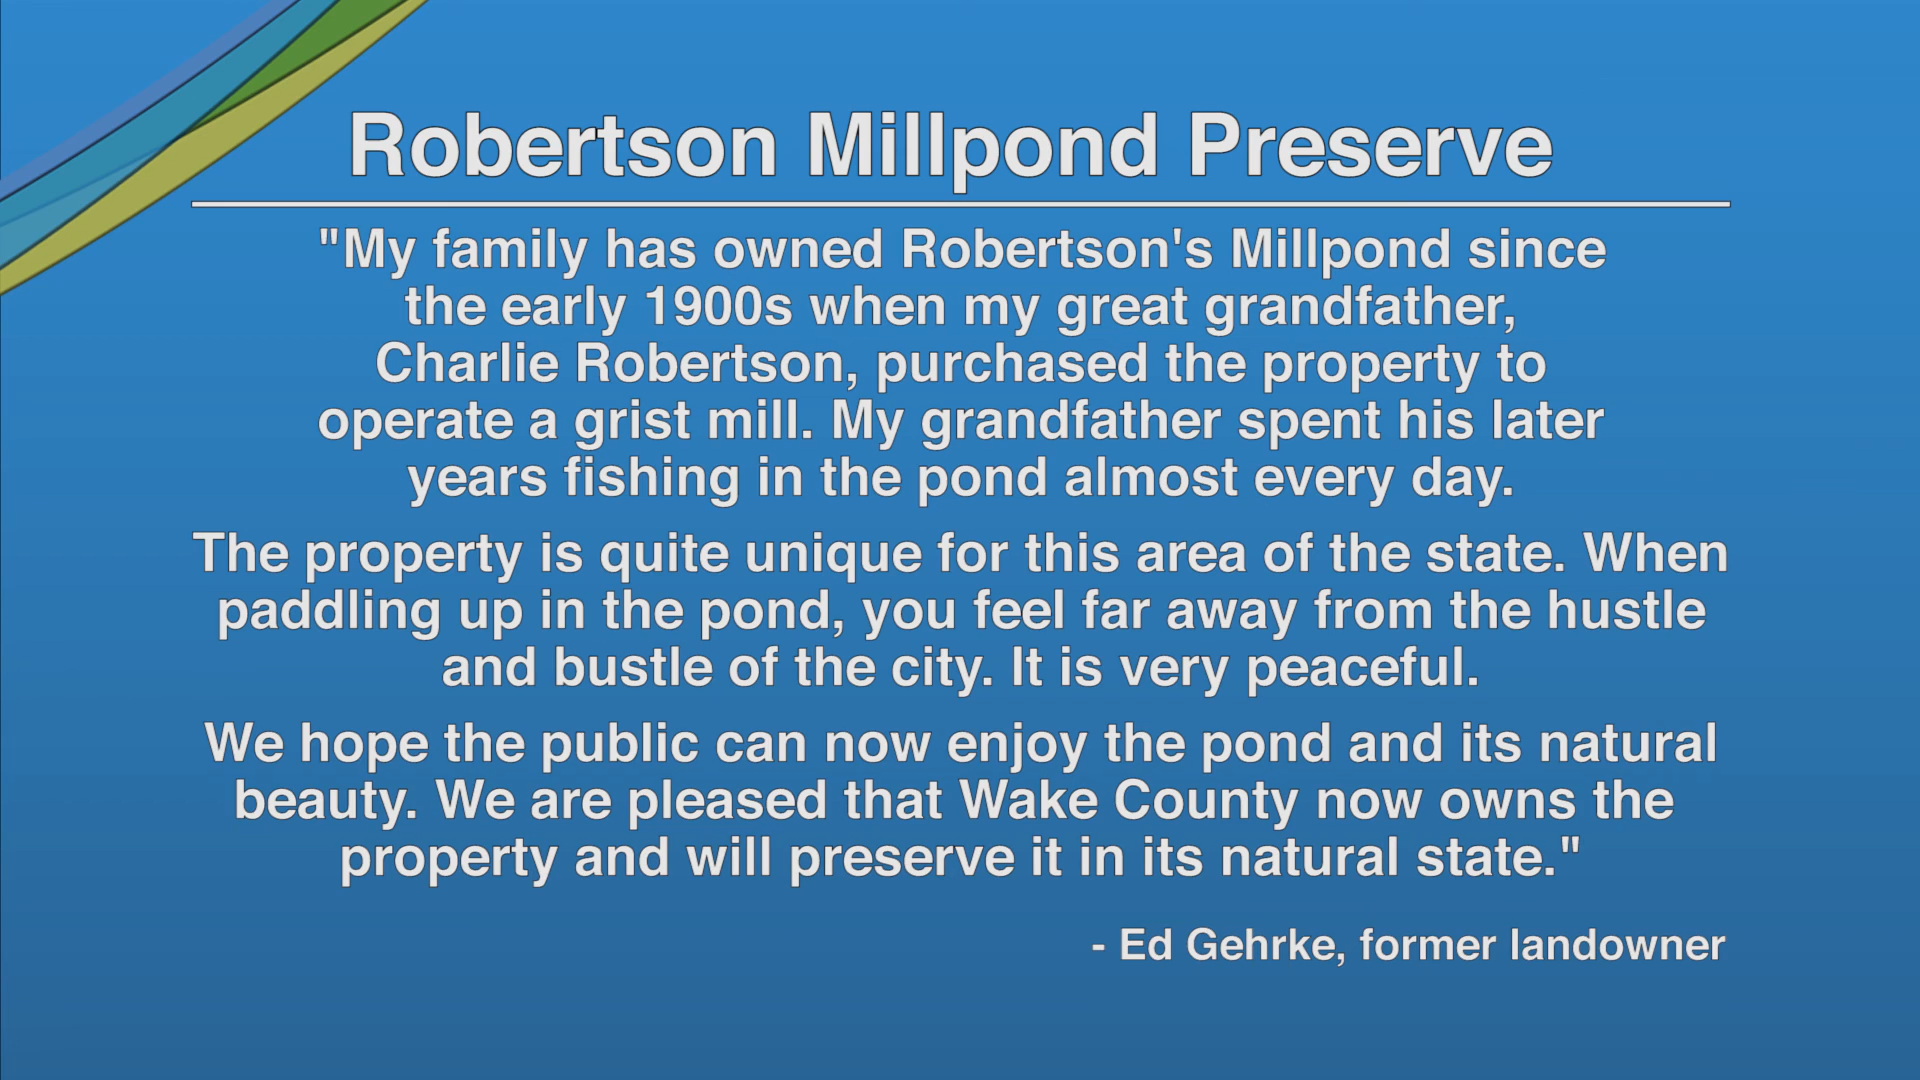 Robertson Millpond Preserve
"My family has owned Robertson's Millpond since
the early 1900s when my great grandfather,
Charlie Robertson, purchased the property to
operate a grist mill. My grandfather spent his later
years fishing in the pond almost every day.
The property is quite unique for this area of the state. When
paddling up in the pond, you feel far away from the hustle
and bustle of the city. It is very peaceful.
We hope the public can now enjoy the pond and its natural
beauty. We are pleased that Wake County now owns the
property and will preserve it in its natural state."
- Ed Gehrke, former landowner